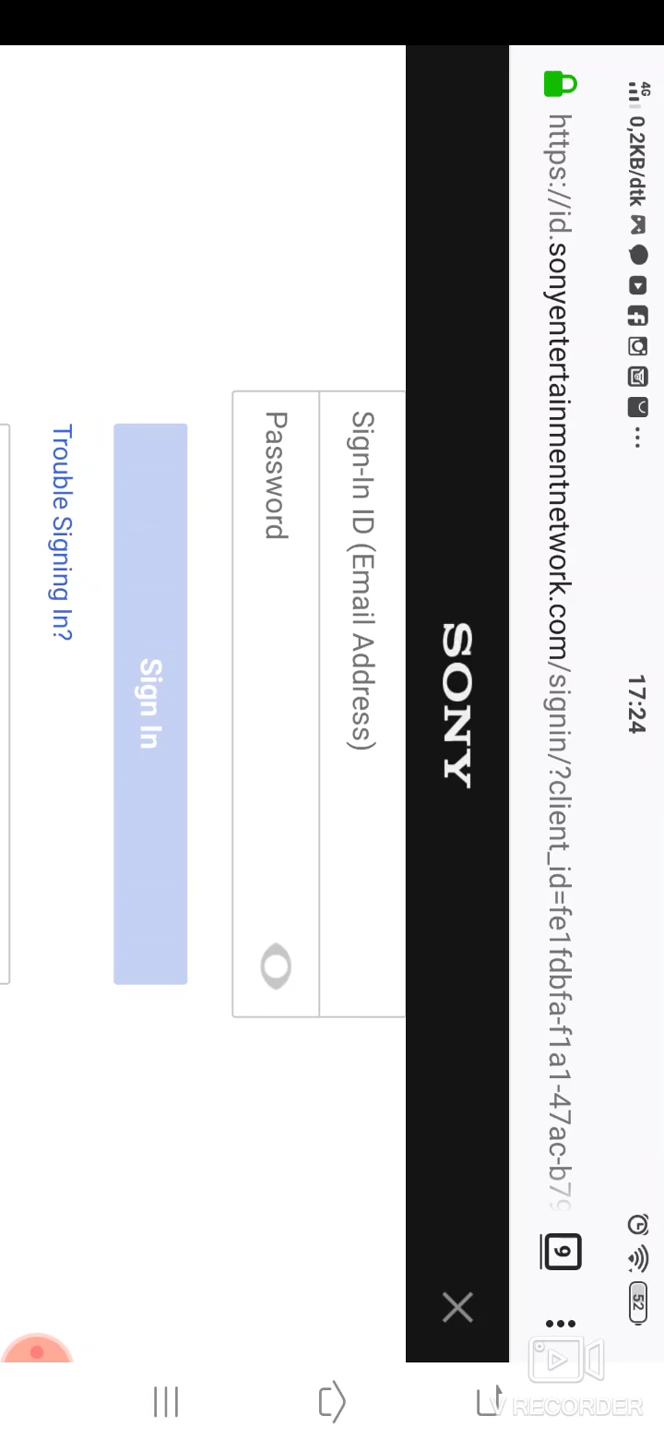 4G 0,2KB/dtk ... 17:24 52
https://id.sonyentertainmentnetwork.com/signin/?client_id=fe1fdbfa-f1a1-47ac-b79 9
SONY
Sign-In ID (Email Address)
Password
Sign In
Trouble Signing In?
V RECORDER